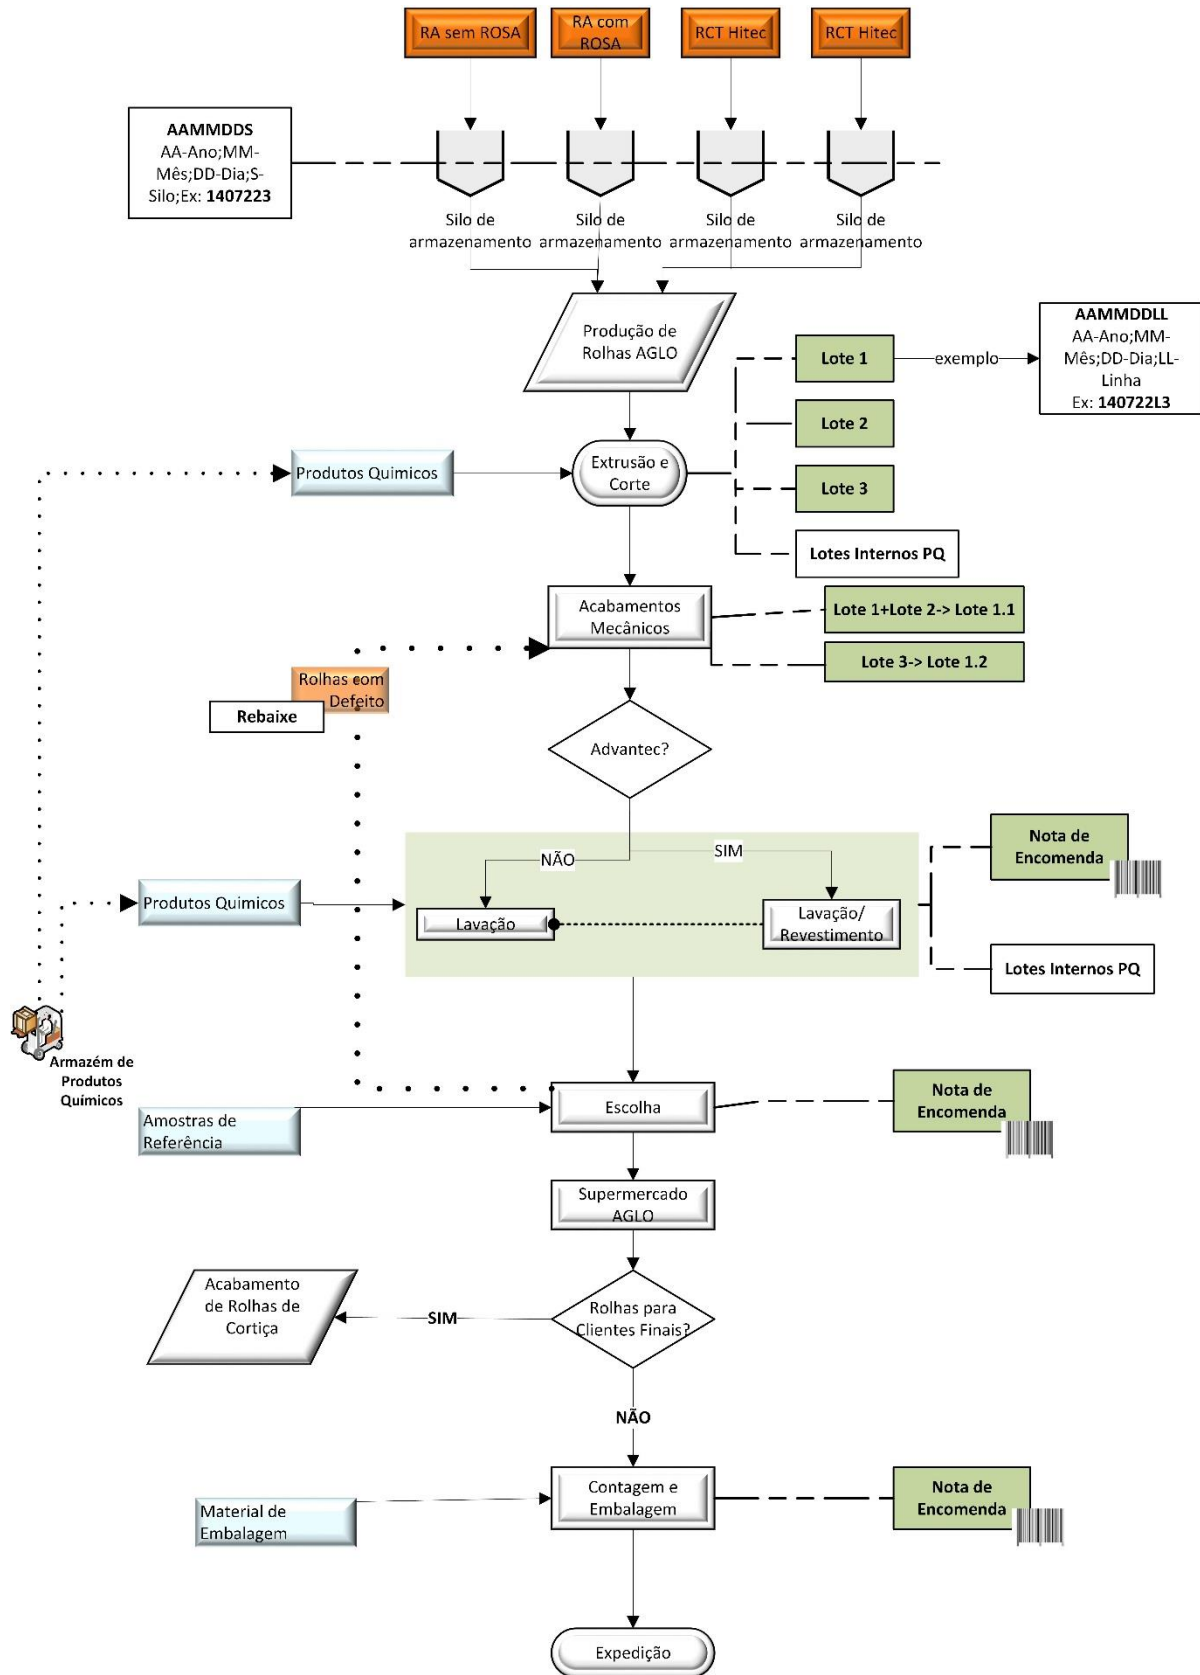 RA sem ROSA
RA com
ROSA
RCT Hitec
RCT Hitec
AAMMDDS
AA-Ano;MM-
Mês;DD-Dia;S-
Silo;Ex: 1407223
Silo de
armazenamento
Silo de
armazenamento
Silo de
armazenamento
Silo de
armazenamento
Produção de
Rolhas AGLO
Lote 1
exemplo
AAMMDDLL
AA-Ano;MM-
Mês;DD-Dia;LL-
Linha
Ex: 140722L3
Lote 2
Produtos Quimicos
Extrusão e
Corte
Lote 3
Lotes Internos PQ
Acabamentos
Mecânicos
Lote 1+Lote 2-> Lote 1.1
Lote 3-> Lote 1.2
Rolhas com
Defeito
Rebaixe
Advantec?
NÃO
SIM
Nota de
Encomenda
Produtos Quimicos
Lavação
Lavação/
Revestimento
Lotes Internos PQ
Armazém de
Produtos
Químicos
Amostras de
Referência
Escolha
Nota de
Encomenda
Supermercado
AGLO
Acabamento
de Rolhas de
Cortiça
SIM
Rolhas para
Clientes Finais?
NÃO
Material de
Embalagem
Contagem e
Embalagem
Nota de
Encomenda
Expedição